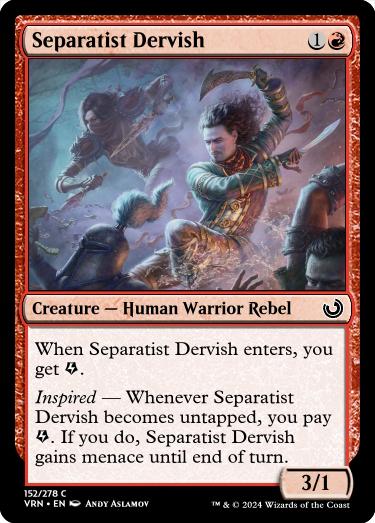 Separatist Dervish 1
Creature — Human Warrior Rebel
When Separatist Dervish enters, you
get .
Inspired — Whenever Separatist
Dervish becomes untapped, you pay
. If you do, Separatist Dervish
gains menace until end of turn.
3/1
152/278 C
VRN • EN Andy Aslamov
™ & © 2024 Wizards of the Coast